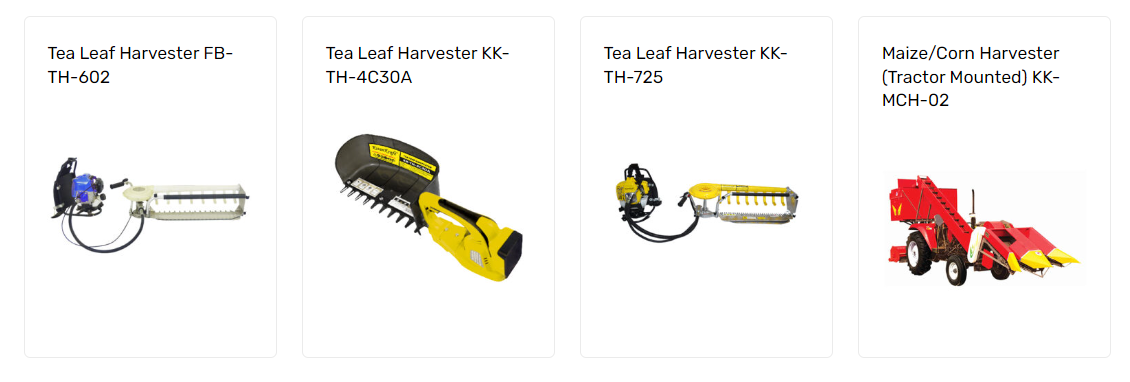 Tea Leaf Harvester FB-
TH-602
Tea Leaf Harvester KK-
TH-4C30A
Tea Leaf Harvester KK-
TH-725
Maize/Corn Harvester
(Tractor Mounted) KK-
MCH-02